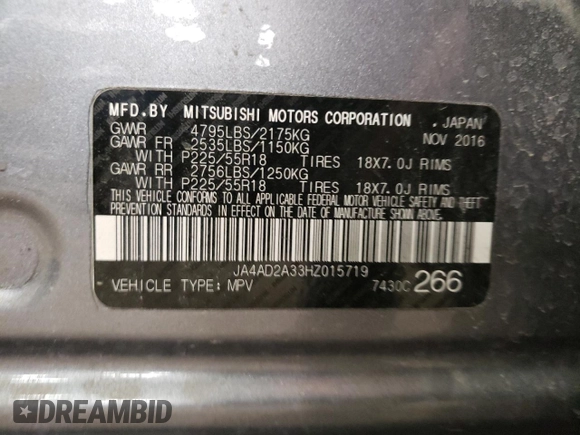 MFD.BY MITSUBISHI MOTORS CORPORATION , JAPAN
GVWR 4795LBS/2175KG NOV 2016
GAWR FR 2535LBS/1150KG
WITH P225/55R18 TIRES 18X7.0J RIMS
GAWR RR 2756LBS/1250KG
WITH P225/55R18 TIRES 18X7.0J RIMS
THIS VEHICLE CONFORMS TO ALL APPLICABLE FEDERAL MOTOR VEHICLE SAFETY AND THEFT
PREVENTION STANDARDS IN EFFECT ON THE DATE OF MANUFACTURE SHOWN ABOVE.
JA4AD2A33HZ015719
VEHICLE TYPE: MPV 7430C 266
DREAMBID